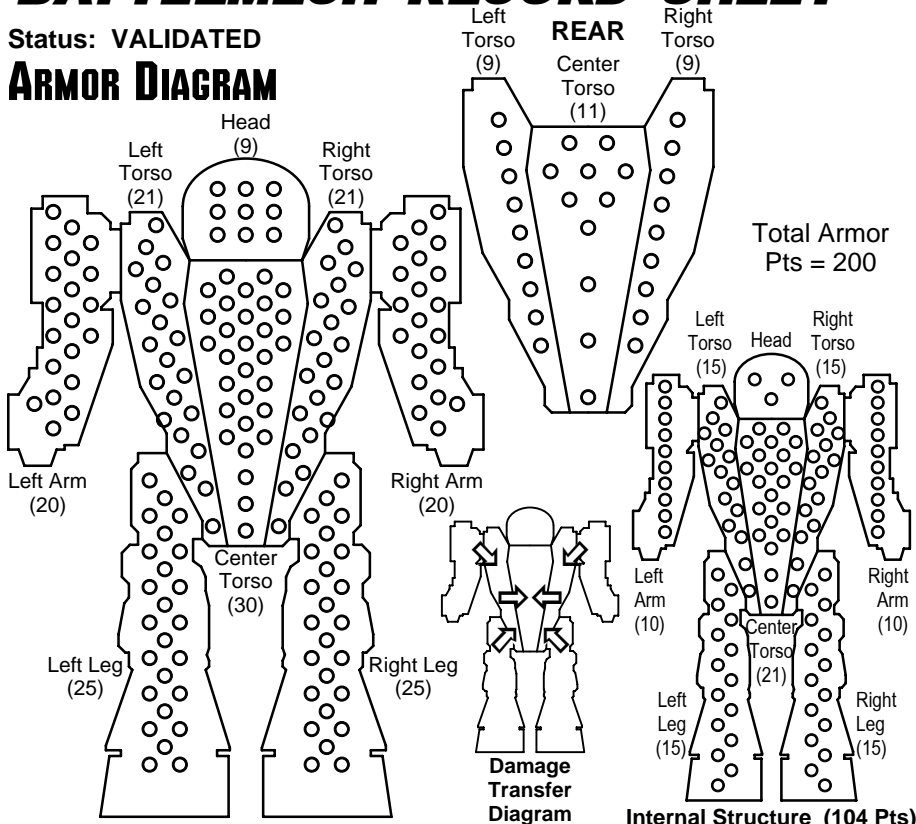 BATTLEMECH RECORD SHEET
Status: VALIDATED
ARMOR DIAGRAM
Left
Torso
(9)
REAR
Right
Torso
(9)
Center
Torso
(11)
Head
(9)
Left
Torso
(21)
Right
Torso
(21)
Total Armor
Pts = 200
Left
Torso
(15)
Head
Right
Torso
(15)
Left Arm
(20)
Right Arm
(20)
Center
Torso
(30)
Left Leg
(25)
Right Leg
(25)
Left
Arm
(10)
Right
Arm
(10)
Center
Torso
(21)
Left
Leg
(15)
Right
Leg
(15)
Damage
Transfer
Diagram
Internal Structure (104 Pts)